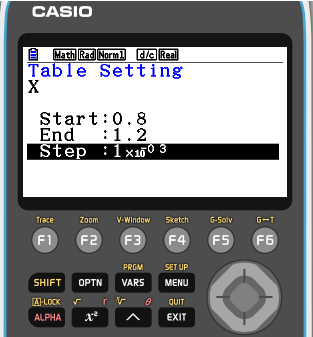 CASIO
Math Rad Norm1 d/c Real
Table Setting
X
Start:0.8
End :1.2
Step :1×10⁻⁰³
Trace Zoom V-Window Sketch G-Solv G↔T
F1 F2 F3 F4 F5 F6
PRGM SET UP
SHIFT OPTN VARS MENU
A-LOCK √ r ∛ θ QUIT
ALPHA x² ^ EXIT